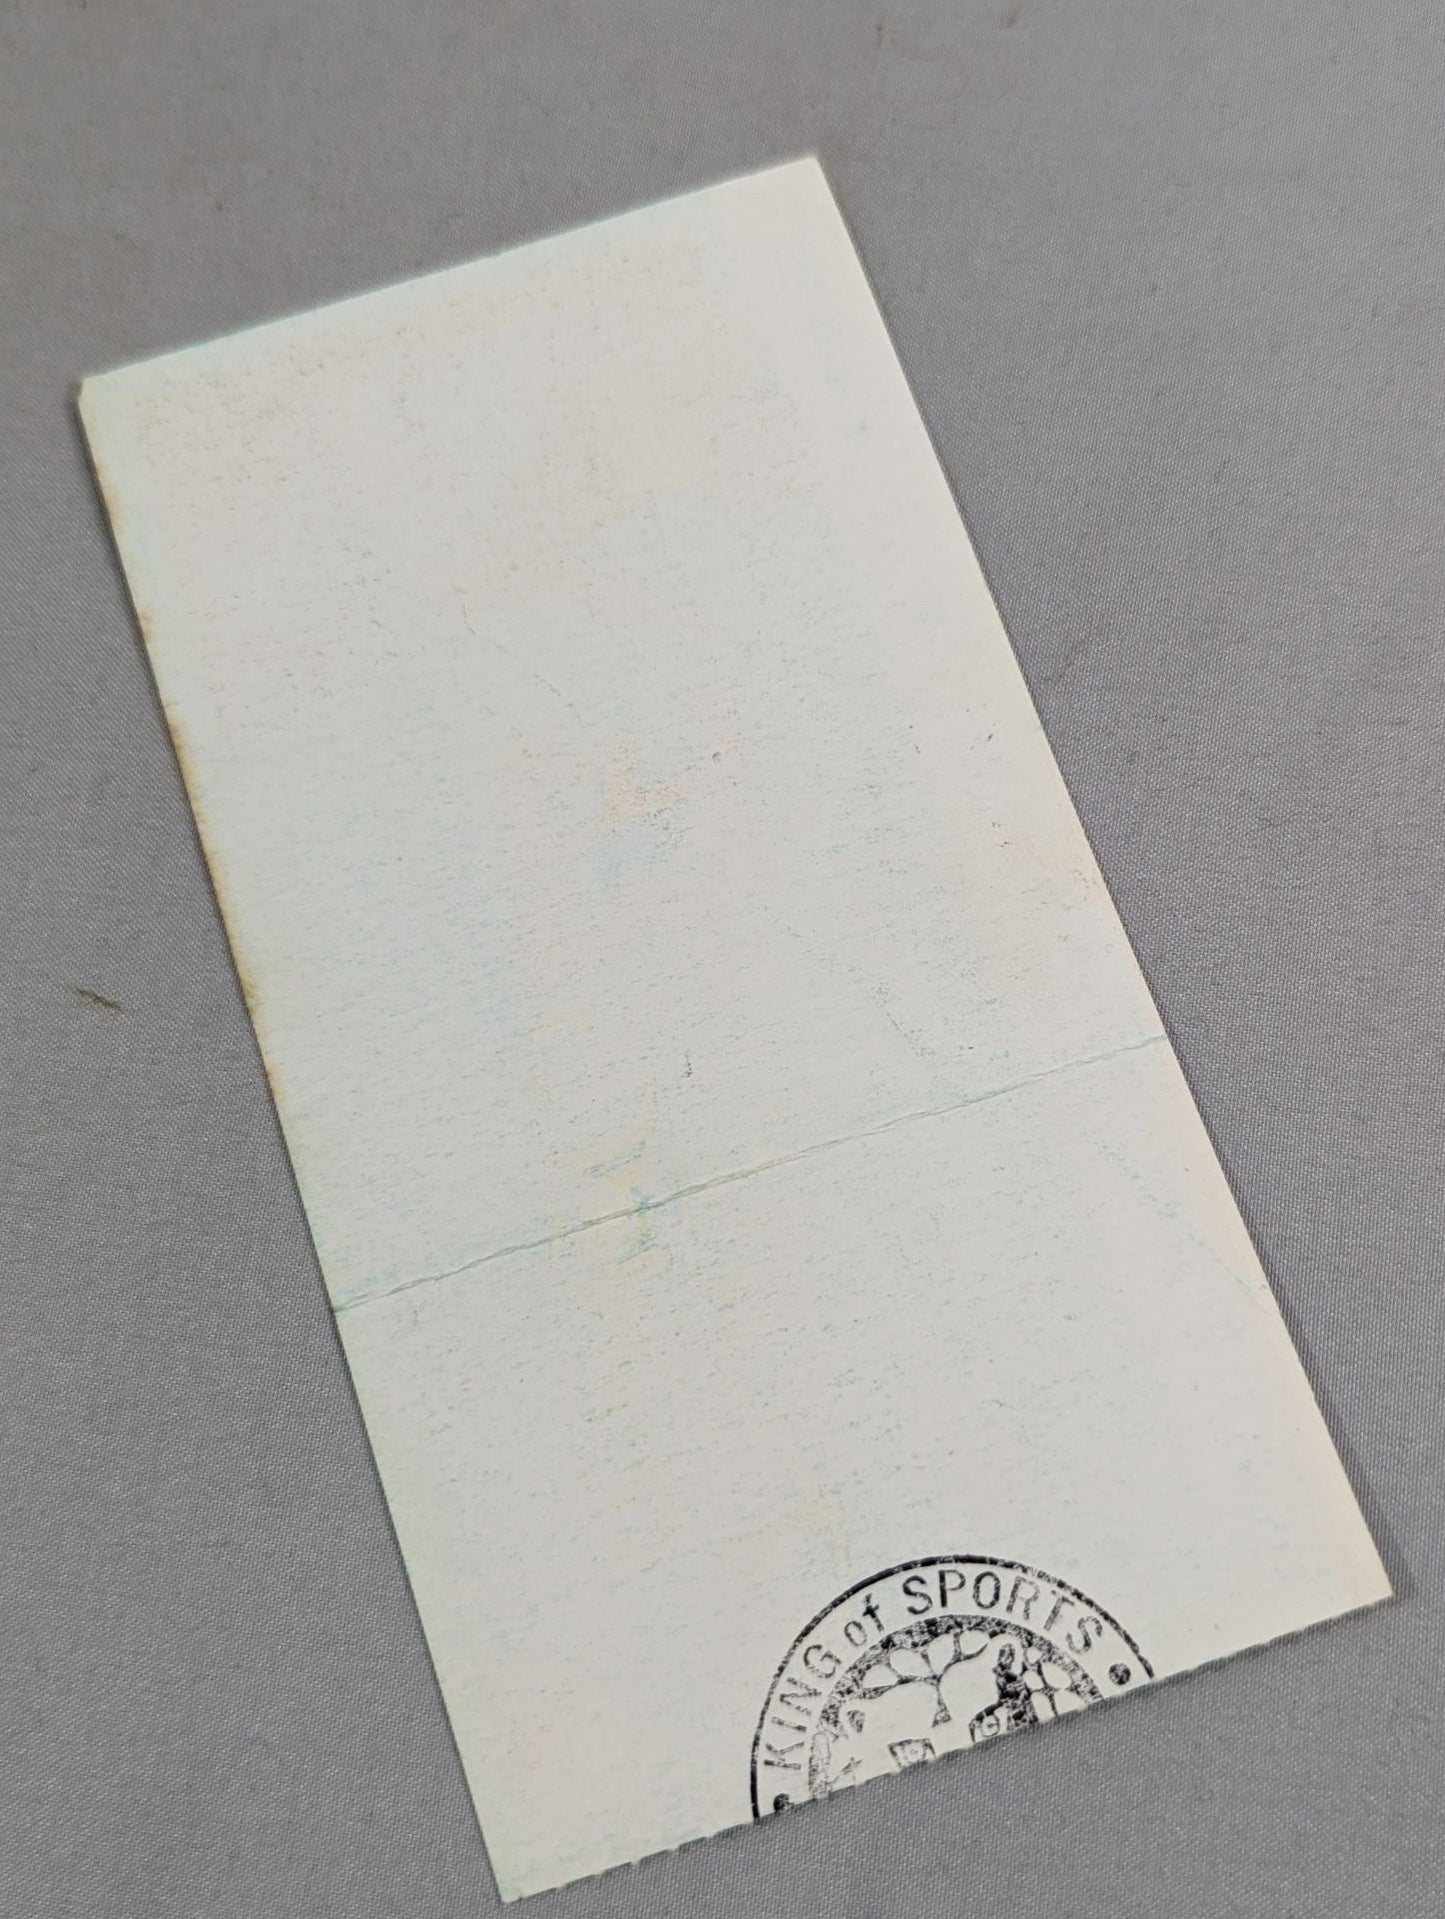 • KING of SPORTS •